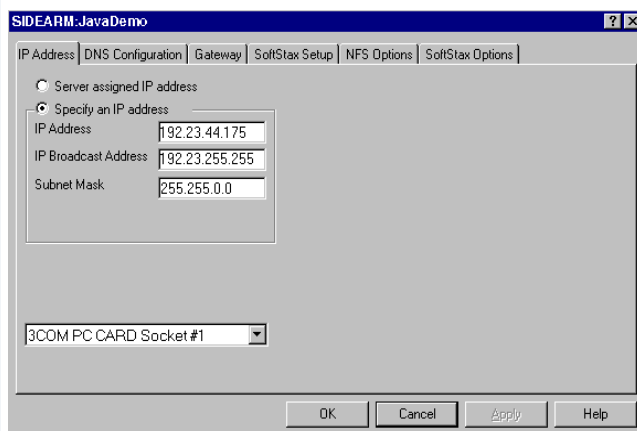 SIDEARM:JavaDemo ? X
IP Address DNS Configuration Gateway SoftStax Setup NFS Options SoftStax Options
Server assigned IP address
Specify an IP address
IP Address 192.23.44.175
IP Broadcast Address 192.23.255.255
Subnet Mask 255.255.0.0
3COM PC CARD Socket #1
OK Cancel Apply Help